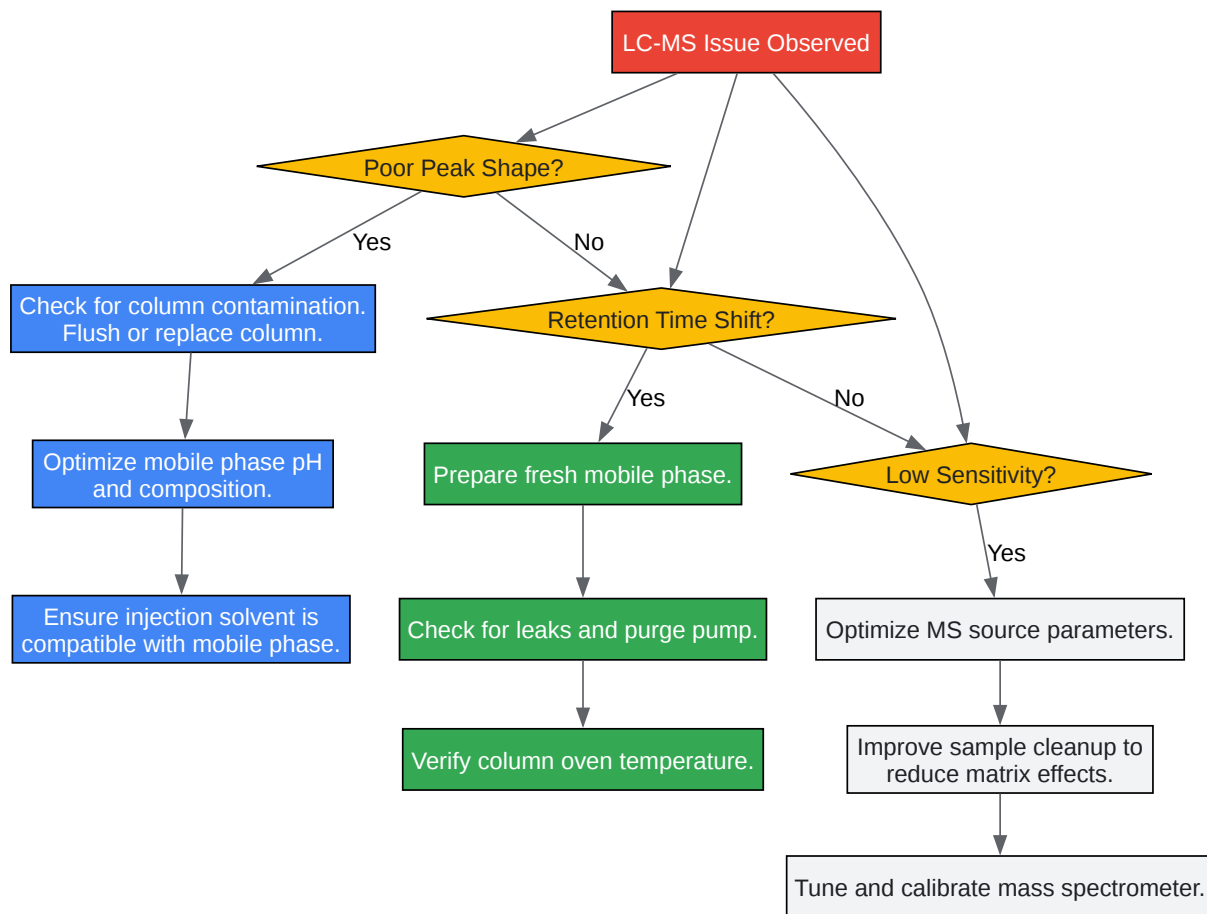 LC-MS Issue Observed
Poor Peak Shape?
Yes
No
Check for column contamination.
Flush or replace column.
Retention Time Shift?
Yes
No
Optimize mobile phase pH
and composition.
Prepare fresh mobile phase.
Low Sensitivity?
Yes
Ensure injection solvent is
compatible with mobile phase.
Check for leaks and purge pump.
Optimize MS source parameters.
Verify column oven temperature.
Improve sample cleanup to
reduce matrix effects.
Tune and calibrate mass spectrometer.